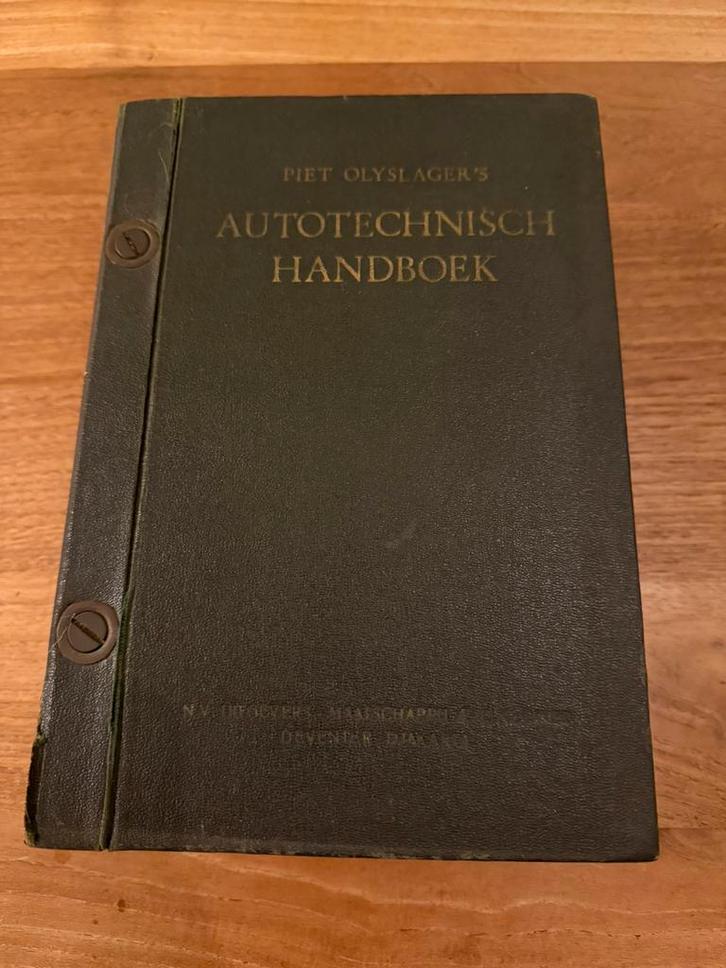 PIET OLYSLAGER'S
AUTOTECHNISCH
HANDBOEK
N.V. UITGEVERS-MAATSCHAPPIJ
DEVENTER DJAKARTA